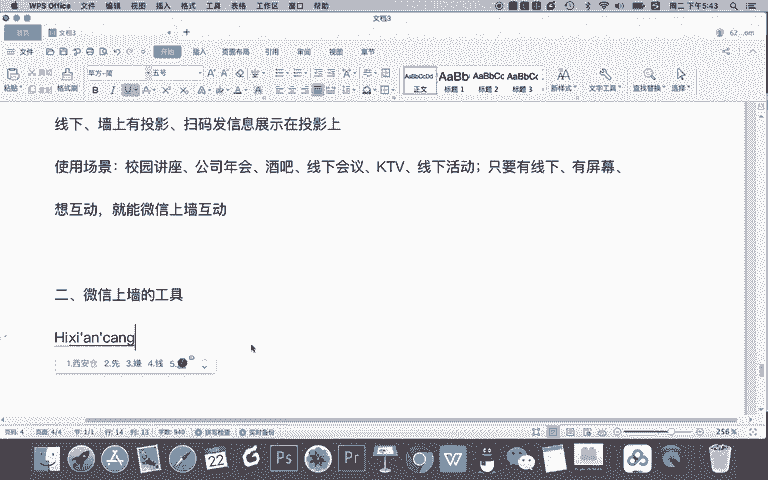 WPS Office 文件 编辑 视图 插入 格式 工具 表格 工作区 窗口 帮助
周二 下午5:43
文档3
首页 文档3
62...om
文件 开始 插入 页面布局 引用 审阅 视图 章节
粘贴 剪切 复制 格式刷
五号
AaBbCcDd AaBb AaBbCc AaBbCc
正文 标题 1 标题 2 标题 3
新样式 文字工具 查找替换 选择
线下、墙上有投影、扫码发信息展示在投影上
使用场景：校园讲座、公司年会、酒吧、线下会议、KTV、线下活动；只要有线下、有屏幕、
想互动，就能微信上墙互动
二、微信上墙的工具
Hixi'an'cang
1.西安仓 2.先 3.嫌 4.钱 5.
页码: 4 页面: 4/4 节: 1/1 行: 14 列: 13 字数: 540 拼写检查 实时备份
256 %
22
Ps
Pr